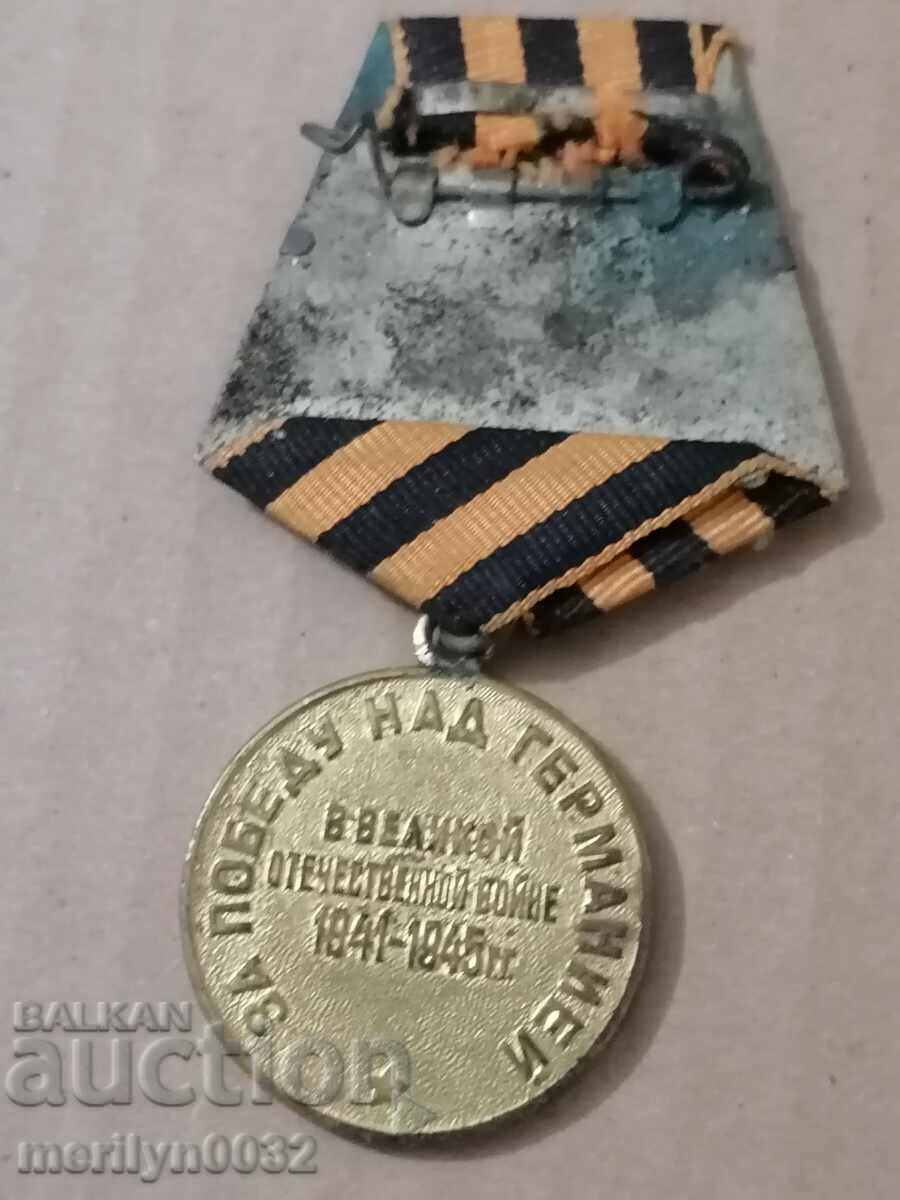 ЗА ПОБЕДУ НАД ГЕРМАНИЕЙ
В ВЕЛИКОЙ
ОТЕЧЕСТВЕННОЙ ВОЙНЕ
1941-1945 гг.
BALKAN
auction
merilyn0032